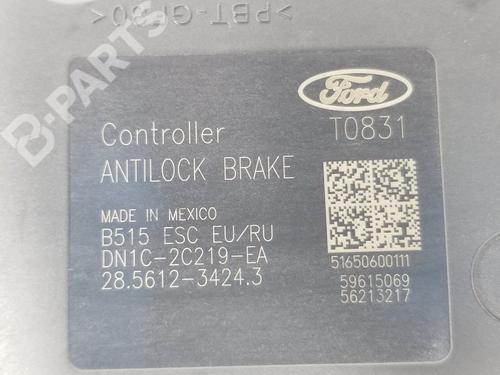 >PBT-GF30<
B-PARTS
Ford
Controller T0831
ANTILOCK BRAKE
MADE IN MEXICO
B515 ESC EU/RU
DN1C-2C219-EA 51650600111
28.5612-3424.3 59615069
56213217